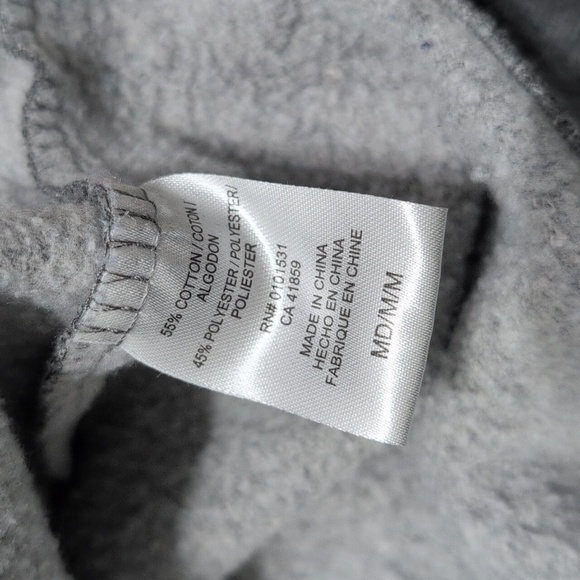 55% COTTON / COTON /
ALGODON
45% POLYESTER / POLYESTER /
POLIESTER
RN# 0101531
CA 41859
MADE IN CHINA
HECHO EN CHINA
FABRIQUE EN CHINE
MD/M/M